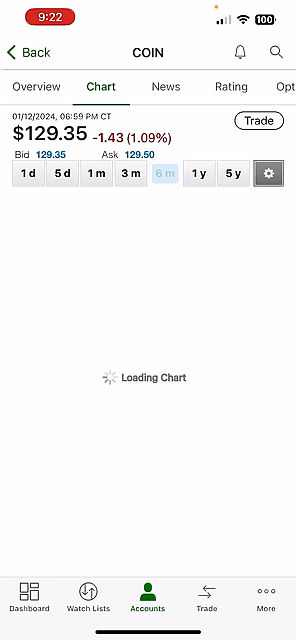 9:22
100
Back
COIN
Overview Chart News Rating Opt
01/12/2024, 06:59 PM CT
$129.35 -1.43 (1.09%)
Trade
Bid 129.35 Ask 129.50
1 d 5 d 1 m 3 m 6 m 1 y 5 y
Loading Chart
Dashboard Watch Lists Accounts Trade More